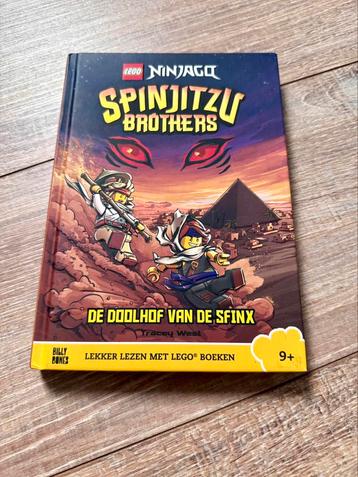 LEGO NINJAGO
SPINJITZU
BROTHERS
DE DOOLHOF VAN DE SFINX
Tracey West
BILLY
BONES
LEKKER LEZEN MET LEGO® BOEKEN
9+